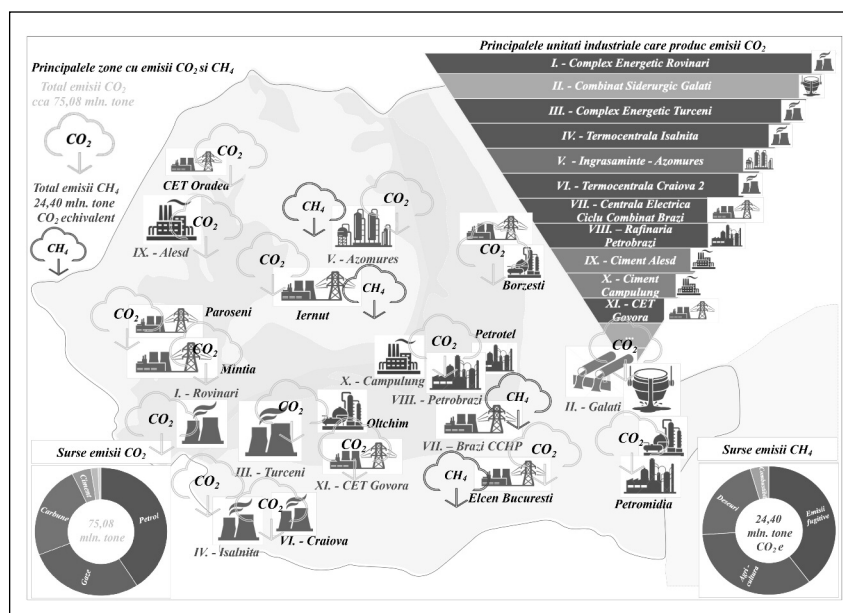 Principalele zone cu emisii CO₂ si CH₄
Total emisii CO₂
cca 75,08 mln. tone
CO₂
Total emisii CH₄
24,40 mln. tone
CO₂ echivalent
CH₄
Principalele unitati industriale care produc emisii CO₂
I. - Complex Energetic Rovinari
II. - Combinat Siderurgic Galati
III. - Complex Energetic Turceni
IV. - Termocentrala Isalnita
V. - Ingrasaminte - Azomures
VI. - Termocentrala Craiova 2
VII. - Centrala Electrica
Ciclu Combinat Brazi
VIII. – Rafinaria
Petrobrazi
IX. - Ciment Alesd
X. - Ciment
Campulung
XI. - CET
Govora
CO₂
CET Oradea
CO₂
IX. - Alesd
CH₄
CO₂
V. - Azomures
CO₂
CH₄
Iernut
CO₂
Borzesti
CO₂
Paroseni
CO₂
Mintia
I. - Rovinari
CO₂
CO₂
III. - Turceni
Oltchim
CO₂
XI. - CET Govora
CO₂
X. - Campulung
Petrotel
VIII. - Petrobrazi
CH₄
VII. – Brazi CCHP
CO₂
II. - Galati
CO₂
Petromidia
CH₄
CO₂
Elcen Bucuresti
CO₂
IV. - Isalnita
CO₂
VI. - Craiova
Surse emisii CO₂
Ciment
Carbune
Petrol
Gaze
75,08
mln. tone
Surse emisii CH₄
Combustibil
Deseuri
Emisii
fugitive
Agri -
cultura
24,40
mln. tone
CO₂ e